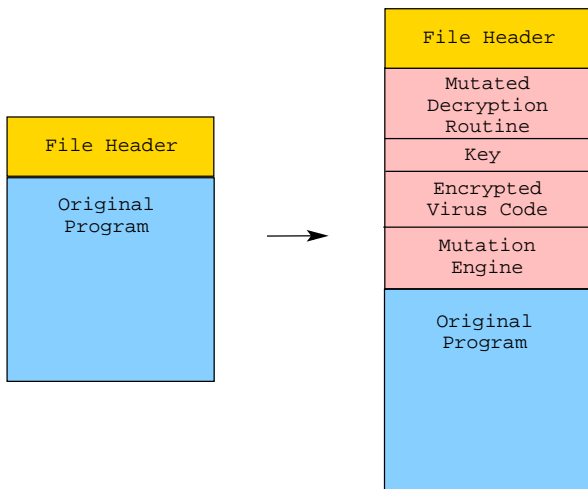 File Header
Original
Program
File Header
Mutated
Decryption
Routine
Key
Encrypted
Virus Code
Mutation
Engine
Original
Program